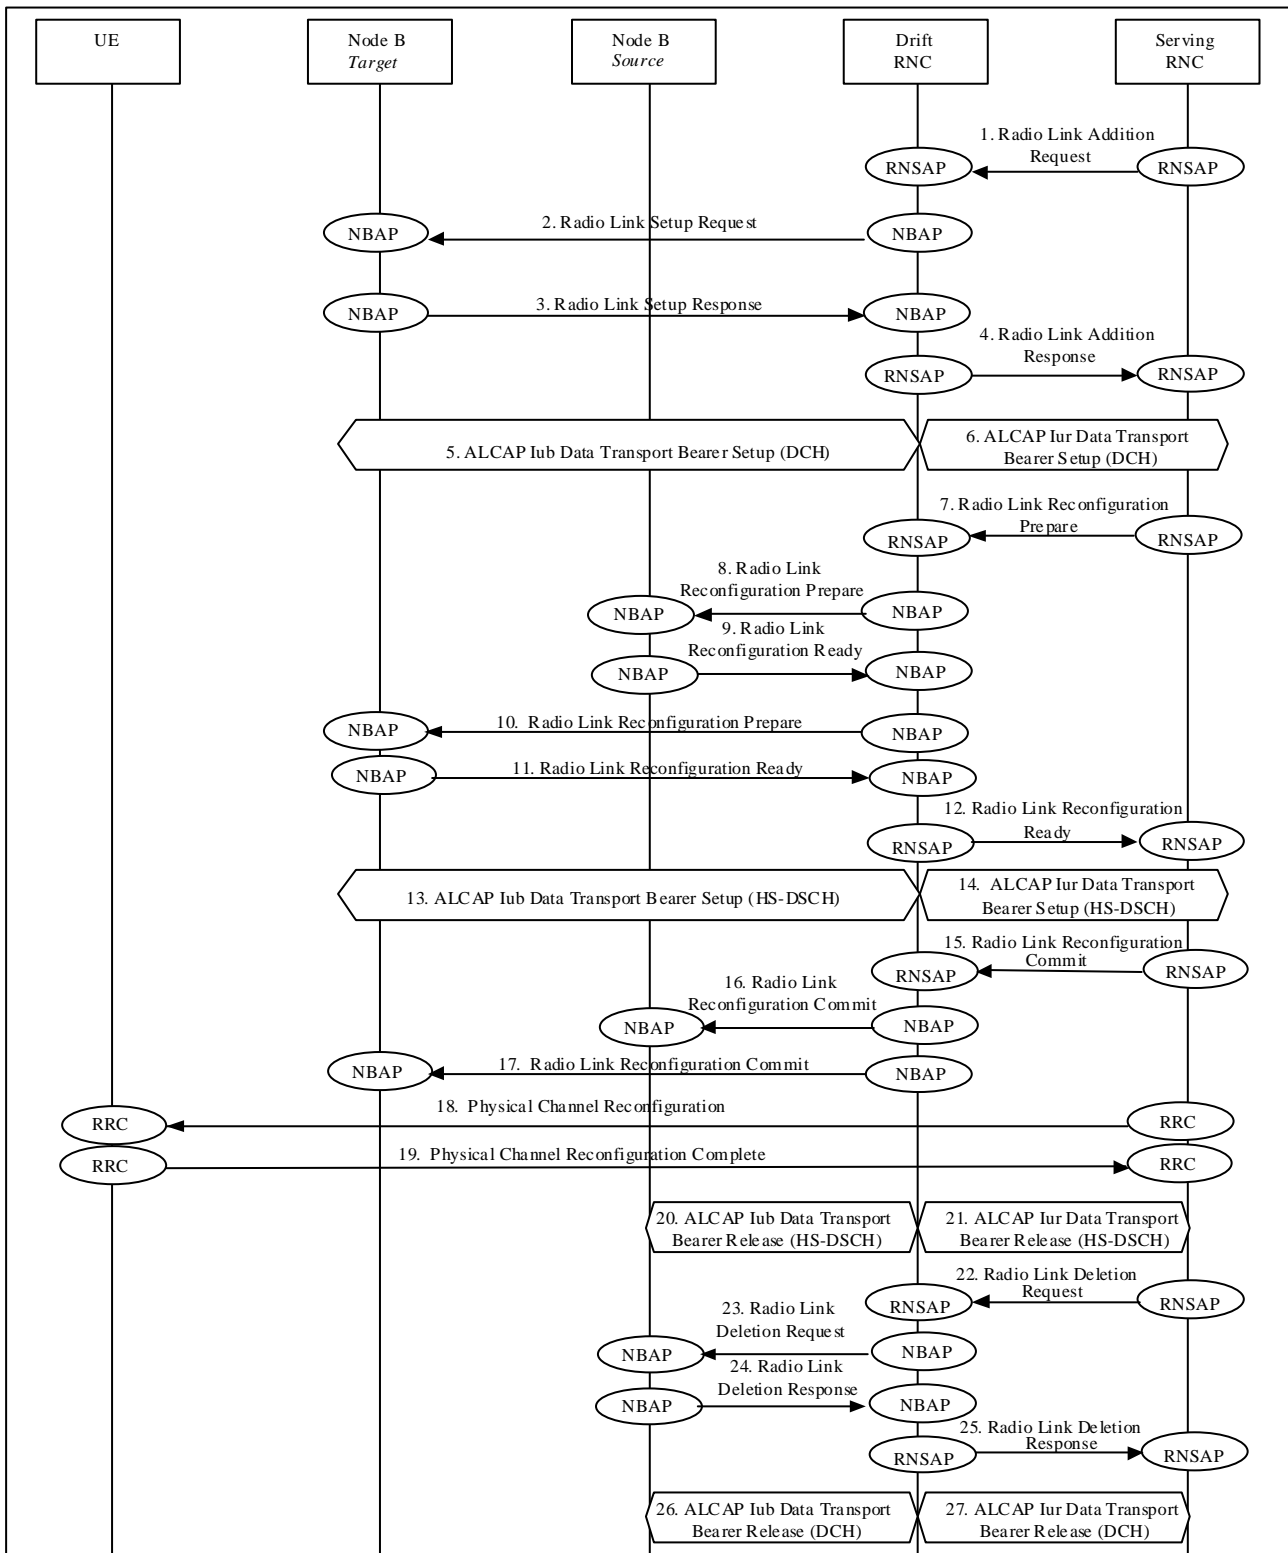 UE
Node B
Target
Node B
Source
Drift
RNC
Serving
RNC
1. Radio Link Addition
Request
RNSAP
RNSAP
2. Radio Link Setup Request
NBAP
NBAP
3. Radio Link Setup Response
NBAP
NBAP
4. Radio Link Addition
Response
RNSAP
RNSAP
5. ALCAP Iub Data Transport Bearer Setup (DCH)
6. ALCAP Iur Data Transport
Bearer Setup (DCH)
7. Radio Link Reconfiguration
Prepare
RNSAP
RNSAP
8. Radio Link
Reconfiguration Prepare
NBAP
NBAP
9. Radio Link
Reconfiguration Ready
NBAP
NBAP
10. Radio Link Reconfiguration Prepare
NBAP
NBAP
11. Radio Link Reconfiguration Ready
NBAP
NBAP
12. Radio Link Reconfiguration
Ready
RNSAP
RNSAP
13. ALCAP Iub Data Transport Bearer Setup (HS-DSCH)
14. ALCAP Iur Data Transport
Bearer Setup (HS-DSCH)
15. Radio Link Reconfiguration
Commit
RNSAP
RNSAP
16. Radio Link
Reconfiguration Commit
NBAP
NBAP
17. Radio Link Reconfiguration Commit
NBAP
NBAP
18. Physical Channel Reconfiguration
RRC
RRC
19. Physical Channel Reconfiguration Complete
RRC
RRC
20. ALCAP Iub Data Transport
Bearer Release (HS-DSCH)
21. ALCAP Iur Data Transport
Bearer Release (HS-DSCH)
22. Radio Link Deletion
Request
RNSAP
RNSAP
23. Radio Link
Deletion Request
NBAP
NBAP
24. Radio Link
Deletion Response
NBAP
NBAP
25. Radio Link Deletion
Response
RNSAP
RNSAP
26. ALCAP Iub Data Transport
Bearer Release (DCH)
27. ALCAP Iur Data Transport
Bearer Release (DCH)